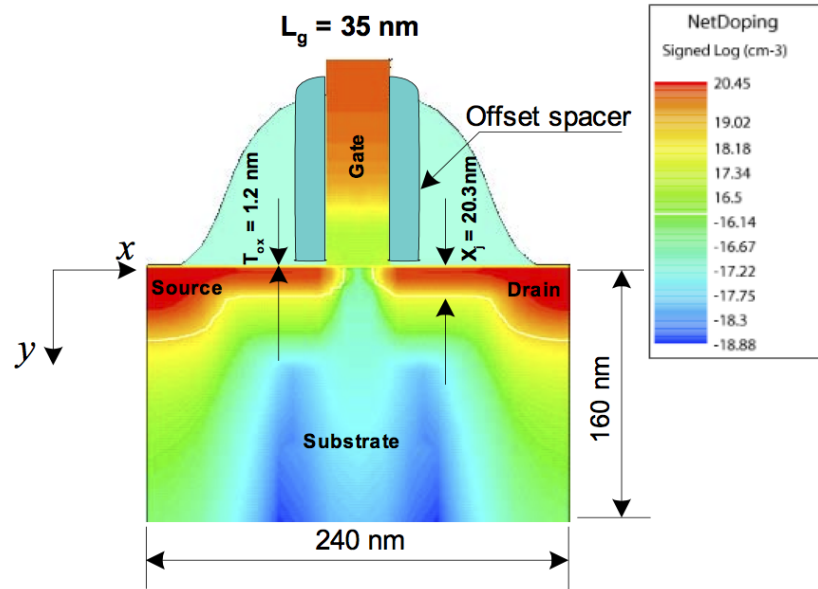 L_g = 35 nm
NetDoping
Signed Log (cm-3)
20.45
19.02
18.18
17.34
16.5
-16.14
-16.67
-17.22
-17.75
-18.3
-18.88
Offset spacer
Gate
T_ox = 1.2 nm
X_j = 20.3nm
x
y
Source
Drain
Substrate
160 nm
240 nm